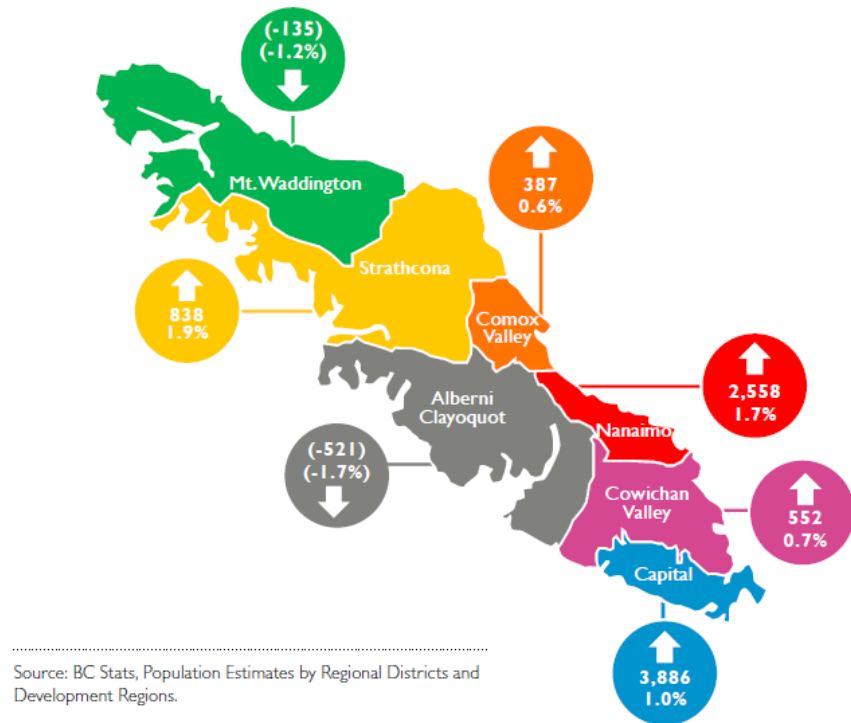 (-135)
(-1.2%)
Mt. Waddington
387
0.6%
Strathcona
838
1.9%
Comox
Valley
2,558
1.7%
Alberni
Clayoquot
Nanaimo
(-521)
(-1.7%)
Cowichan
Valley
552
0.7%
Capital
3,886
1.0%
Source: BC Stats, Population Estimates by Regional Districts and
Development Regions.